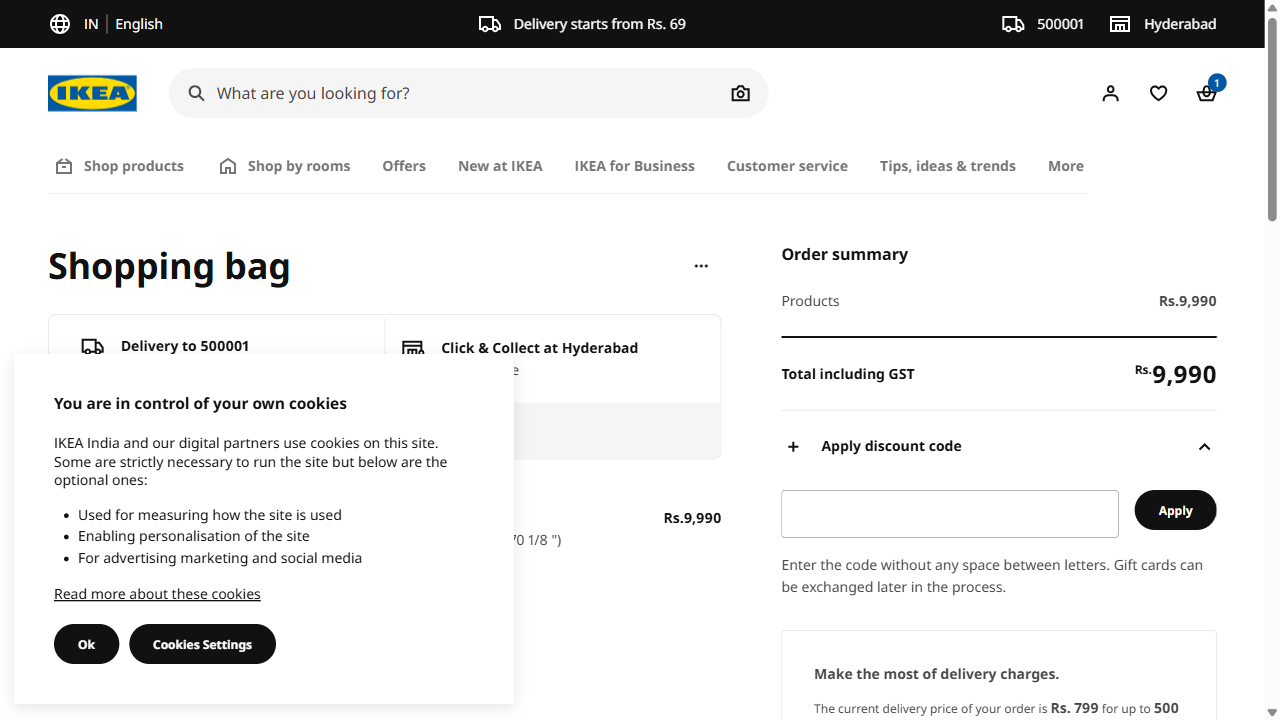 IN English
Delivery starts from Rs. 69
500001
Hyderabad
IKEA
What are you looking for?
1
Shop products
Shop by rooms
Offers
New at IKEA
IKEA for Business
Customer service
Tips, ideas & trends
More
Shopping bag
Delivery to 500001
Click & Collect at Hyderabad
e
Rs.9,990
70 1/8 ")
You are in control of your own cookies
IKEA India and our digital partners use cookies on this site.
Some are strictly necessary to run the site but below are the
optional ones:
Used for measuring how the site is used
Enabling personalisation of the site
For advertising marketing and social media
Read more about these cookies
Ok
Cookies Settings
Order summary
Products Rs.9,990
Total including GST Rs.9,990
Apply discount code
Apply
Enter the code without any space between letters. Gift cards can
be exchanged later in the process.
Make the most of delivery charges.
The current delivery price of your order is Rs. 799 for up to 500